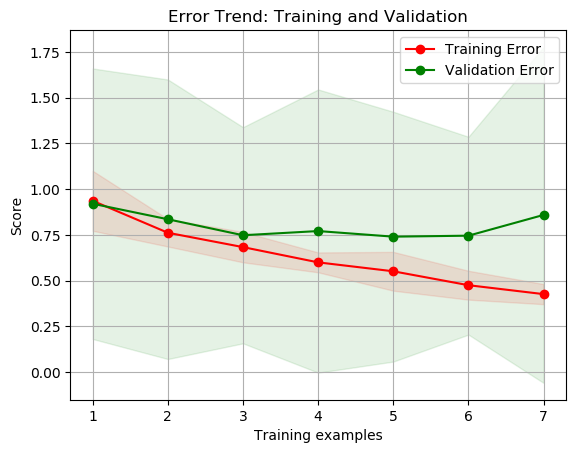 Error Trend: Training and Validation
Training Error
Validation Error
Score
1.75
1.50
1.25
1.00
0.75
0.50
0.25
0.00
1 2 3 4 5 6 7
Training examples